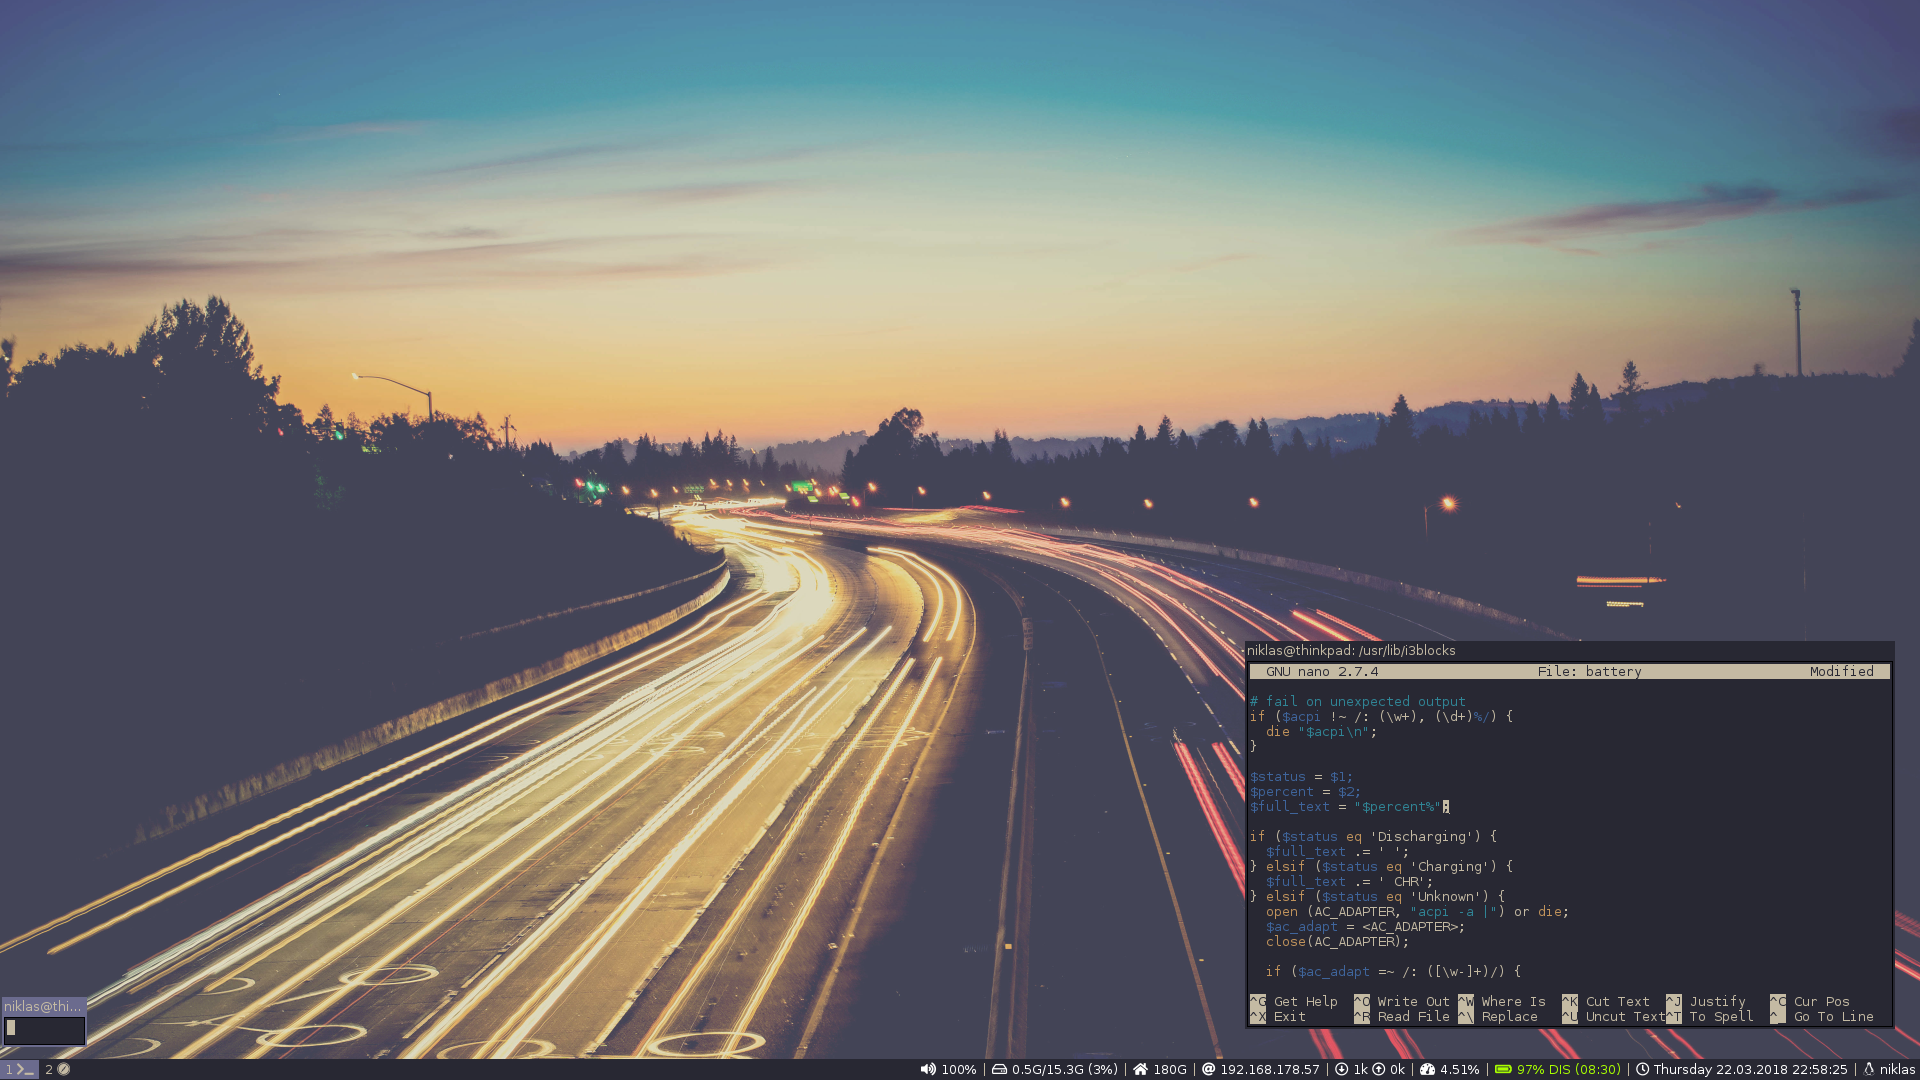 niklas@thinkpad: /usr/lib/i3blocks
GNU nano 2.7.4 File: battery Modified
# fail on unexpected output
if ($acpi !~ /: (\w+), (\d+)%/) {
  die "$acpi\n";
}
$status = $1;
$percent = $2;
$full_text = "$percent%";
if ($status eq 'Discharging') {
  $full_text .= ' ';
} elsif ($status eq 'Charging') {
  $full_text .= ' CHR';
} elsif ($status eq 'Unknown') {
  open (AC_ADAPTER, "acpi -a |") or die;
  $ac_adapt = <AC_ADAPTER>;
  close(AC_ADAPTER);
  if ($ac_adapt =~ /: ([\w-]+)/) {
^G Get Help ^O Write Out ^W Where Is ^K Cut Text ^J Justify ^C Cur Pos
^X Exit ^R Read File ^\ Replace ^U Uncut Text ^T To Spell ^_ Go To Line
niklas@thi...
1 2 100% | 0.5G/15.3G (3%) | 180G | @ 192.168.178.57 | 1k 0k | 4.51% | 97% DIS (08:30) | Thursday 22.03.2018 22:58:25 | niklas